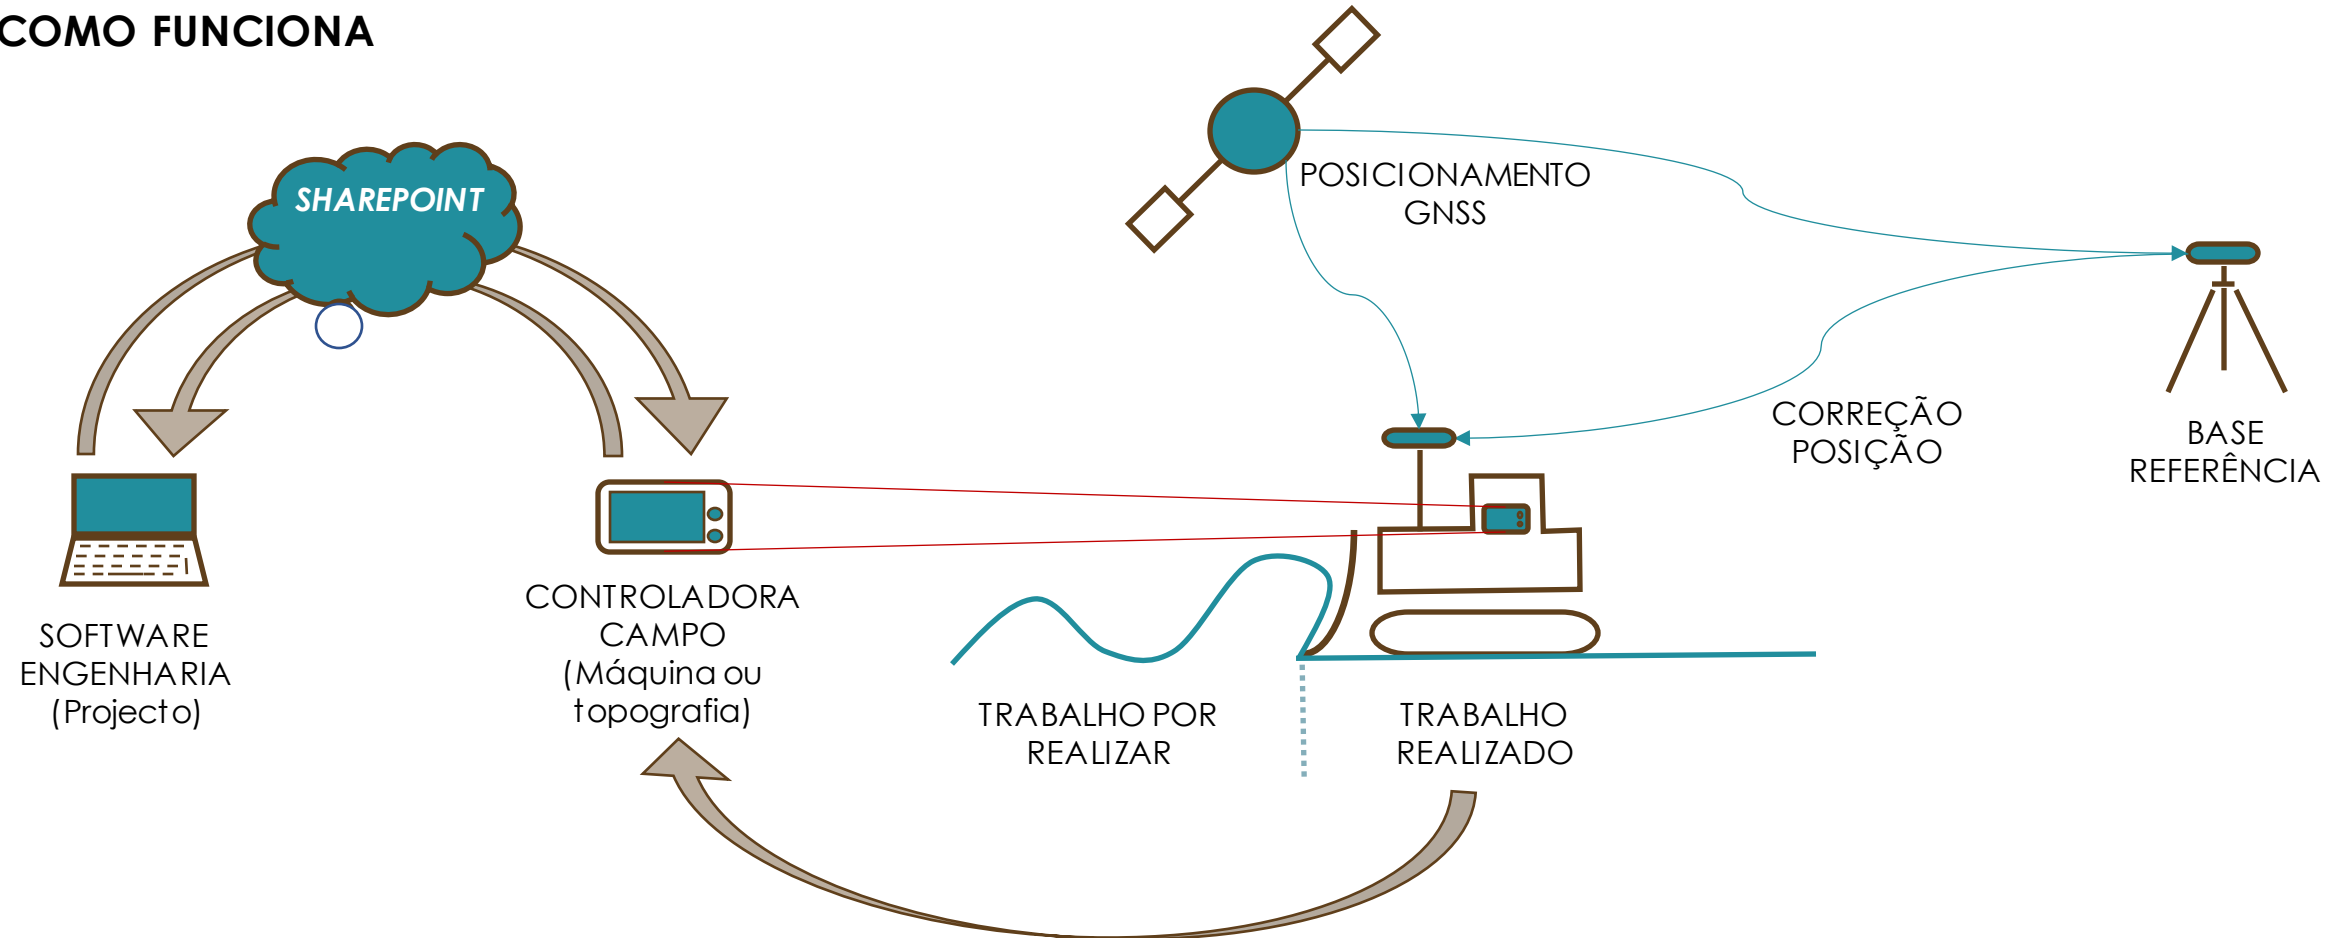 COMO FUNCIONA
SHAREPOINT
POSICIONAMENTO
GNSS
CORREÇÃO
POSIÇÃO
BASE
REFERÊNCIA
SOFTWARE
ENGENHARIA
(Projecto)
CONTROLADORA
CAMPO
(Máquina ou
topografia)
TRABALHO POR
REALIZAR
TRABALHO
REALIZADO